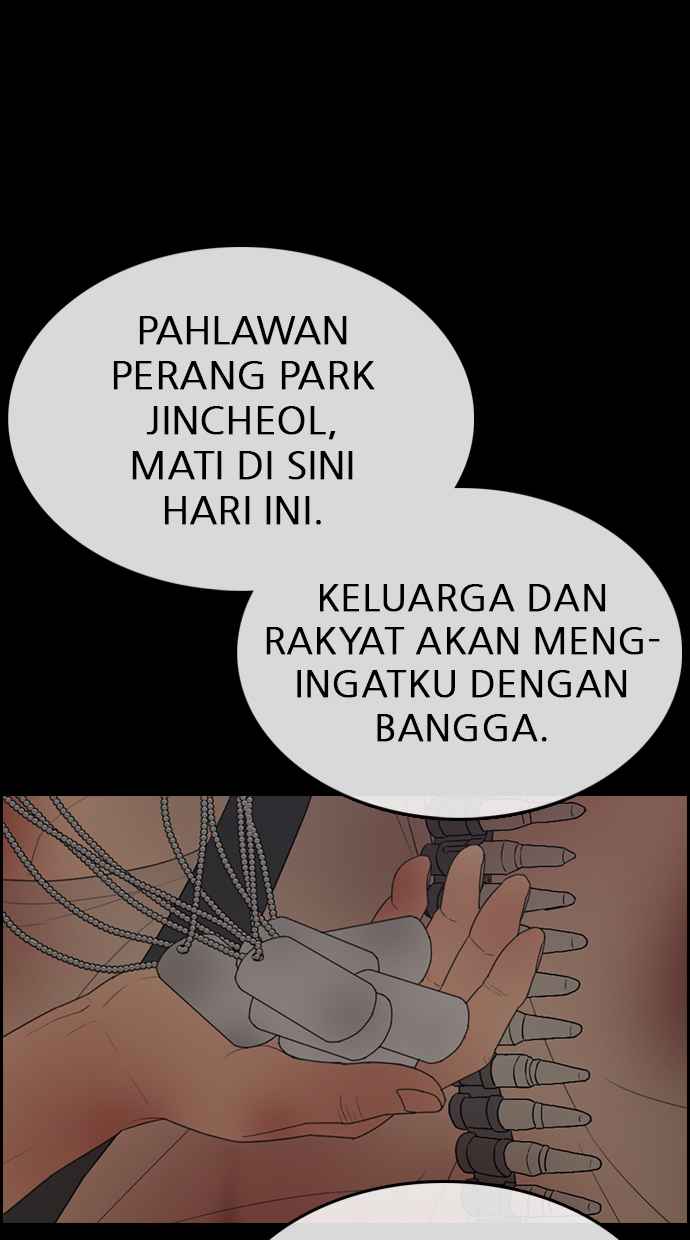 PAHLAWAN
PERANG PARK
JINCHEOL,
MATI DI SINI
HARI INI.
KELUARGA DAN
RAKYAT AKAN MENG-
INGATKU DENGAN
BANGGA.